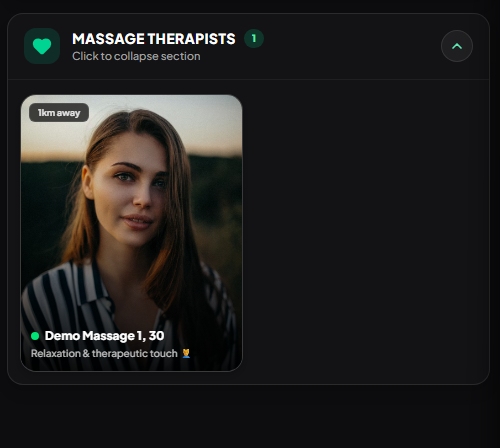 MASSAGE THERAPISTS 1
Click to collapse section
1km away
Demo Massage 1, 30
Relaxation & therapeutic touch 💆